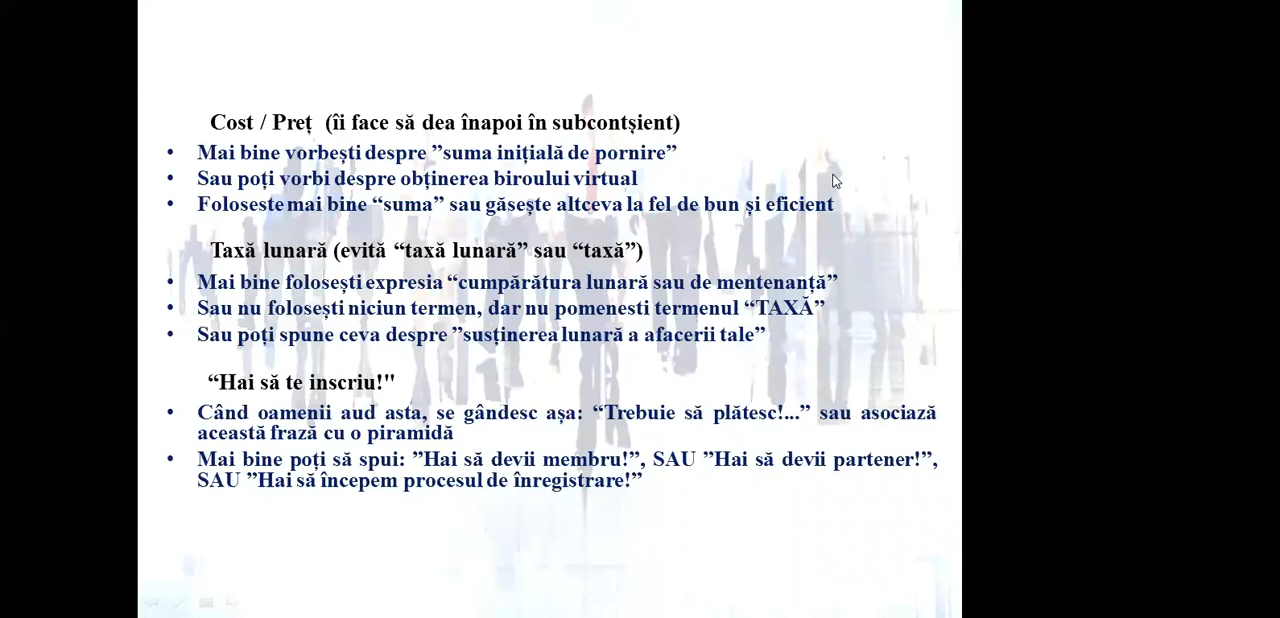 Cost / Preț (îi face să dea înapoi în subcontșient)
• Mai bine vorbești despre ”suma inițială de pornire”
• Sau poți vorbi despre obținerea biroului virtual
• Foloseste mai bine “suma” sau găsește altceva la fel de bun și eficient
Taxă lunară (evită “taxă lunară” sau “taxă”)
• Mai bine folosești expresia “cumpărătura lunară sau de mentenanță”
• Sau nu folosești niciun termen, dar nu pomenesti termenul “TAXĂ”
• Sau poți spune ceva despre ”susținerea lunară a afacerii tale”
“Hai să te inscriu!"
• Când oamenii aud asta, se gândesc așa: “Trebuie să plătesc!...” sau asociază
această frază cu o piramidă
• Mai bine poți să spui: ”Hai să devii membru!”, SAU ”Hai să devii partener!”,
SAU ”Hai să începem procesul de înregistrare!”